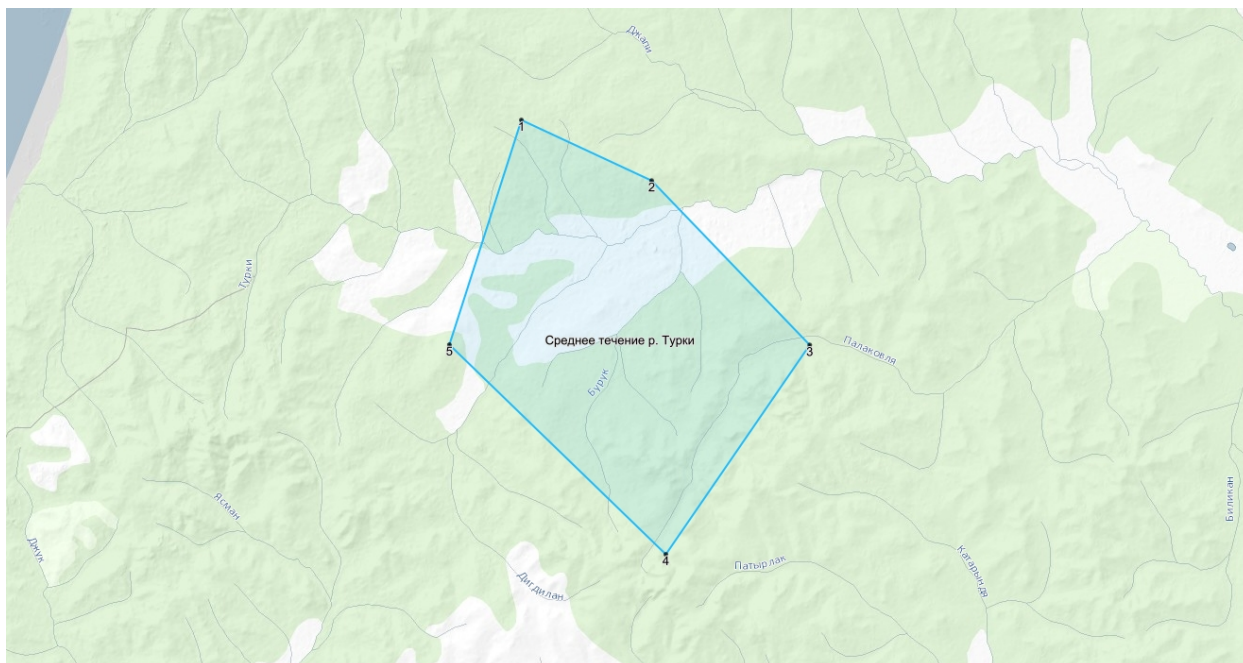 Джапи
1
2
Турки
Среднее течение р. Турки
5
3
Палаковля
Бурук
Ясман
Биликан
Джук
4
Дигдилан
Патырлак
Катарында